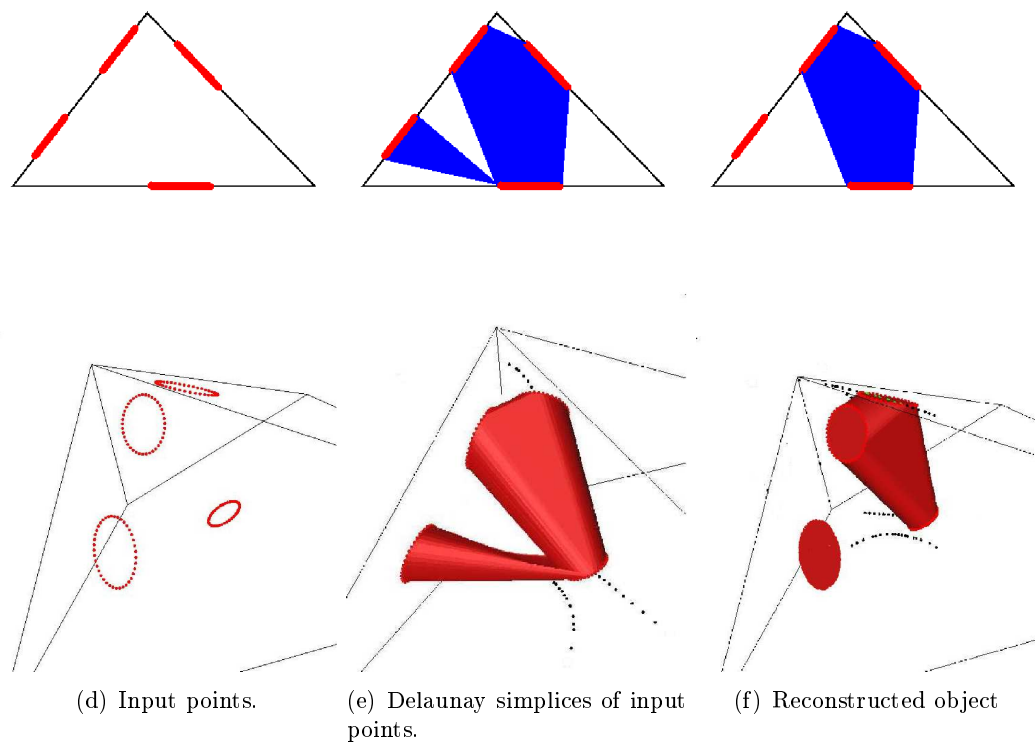 (d) Input points.
(e) Delaunay simplices of input
points.
(f) Reconstructed object